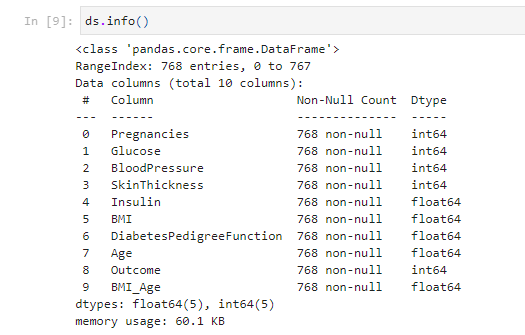 In [9]: ds.info()
<class 'pandas.core.frame.DataFrame'>
RangeIndex: 768 entries, 0 to 767
Data columns (total 10 columns):
 #   Column                    Non-Null Count  Dtype
---  ------                    --------------  -----
 0   Pregnancies               768 non-null    int64
 1   Glucose                   768 non-null    int64
 2   BloodPressure             768 non-null    int64
 3   SkinThickness             768 non-null    int64
 4   Insulin                   768 non-null    float64
 5   BMI                       768 non-null    float64
 6   DiabetesPedigreeFunction  768 non-null    float64
 7   Age                       768 non-null    float64
 8   Outcome                   768 non-null    int64
 9   BMI_Age                   768 non-null    float64
dtypes: float64(5), int64(5)
memory usage: 60.1 KB